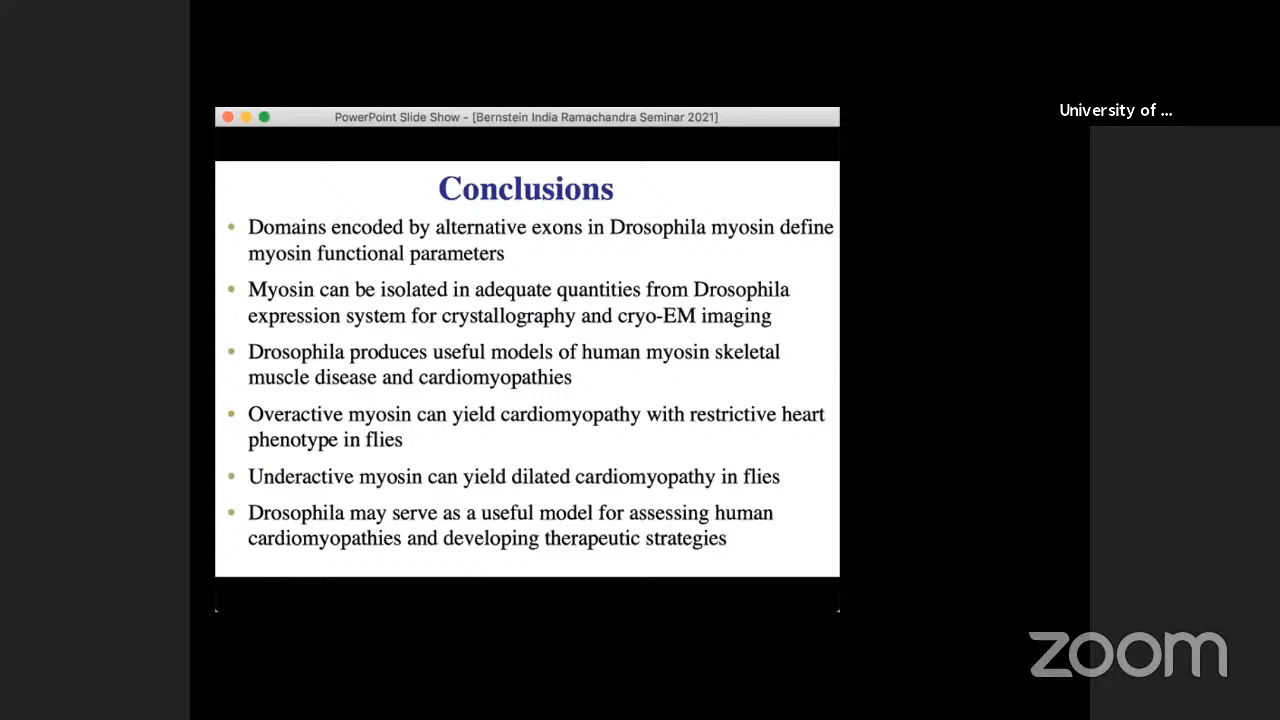 PowerPoint Slide Show - [Bernstein India Ramachandra Seminar 2021]
University of ...
Conclusions
• Domains encoded by alternative exons in Drosophila myosin define
myosin functional parameters
• Myosin can be isolated in adequate quantities from Drosophila
expression system for crystallography and cryo-EM imaging
• Drosophila produces useful models of human myosin skeletal
muscle disease and cardiomyopathies
• Overactive myosin can yield cardiomyopathy with restrictive heart
phenotype in flies
• Underactive myosin can yield dilated cardiomyopathy in flies
• Drosophila may serve as a useful model for assessing human
cardiomyopathies and developing therapeutic strategies
zoom